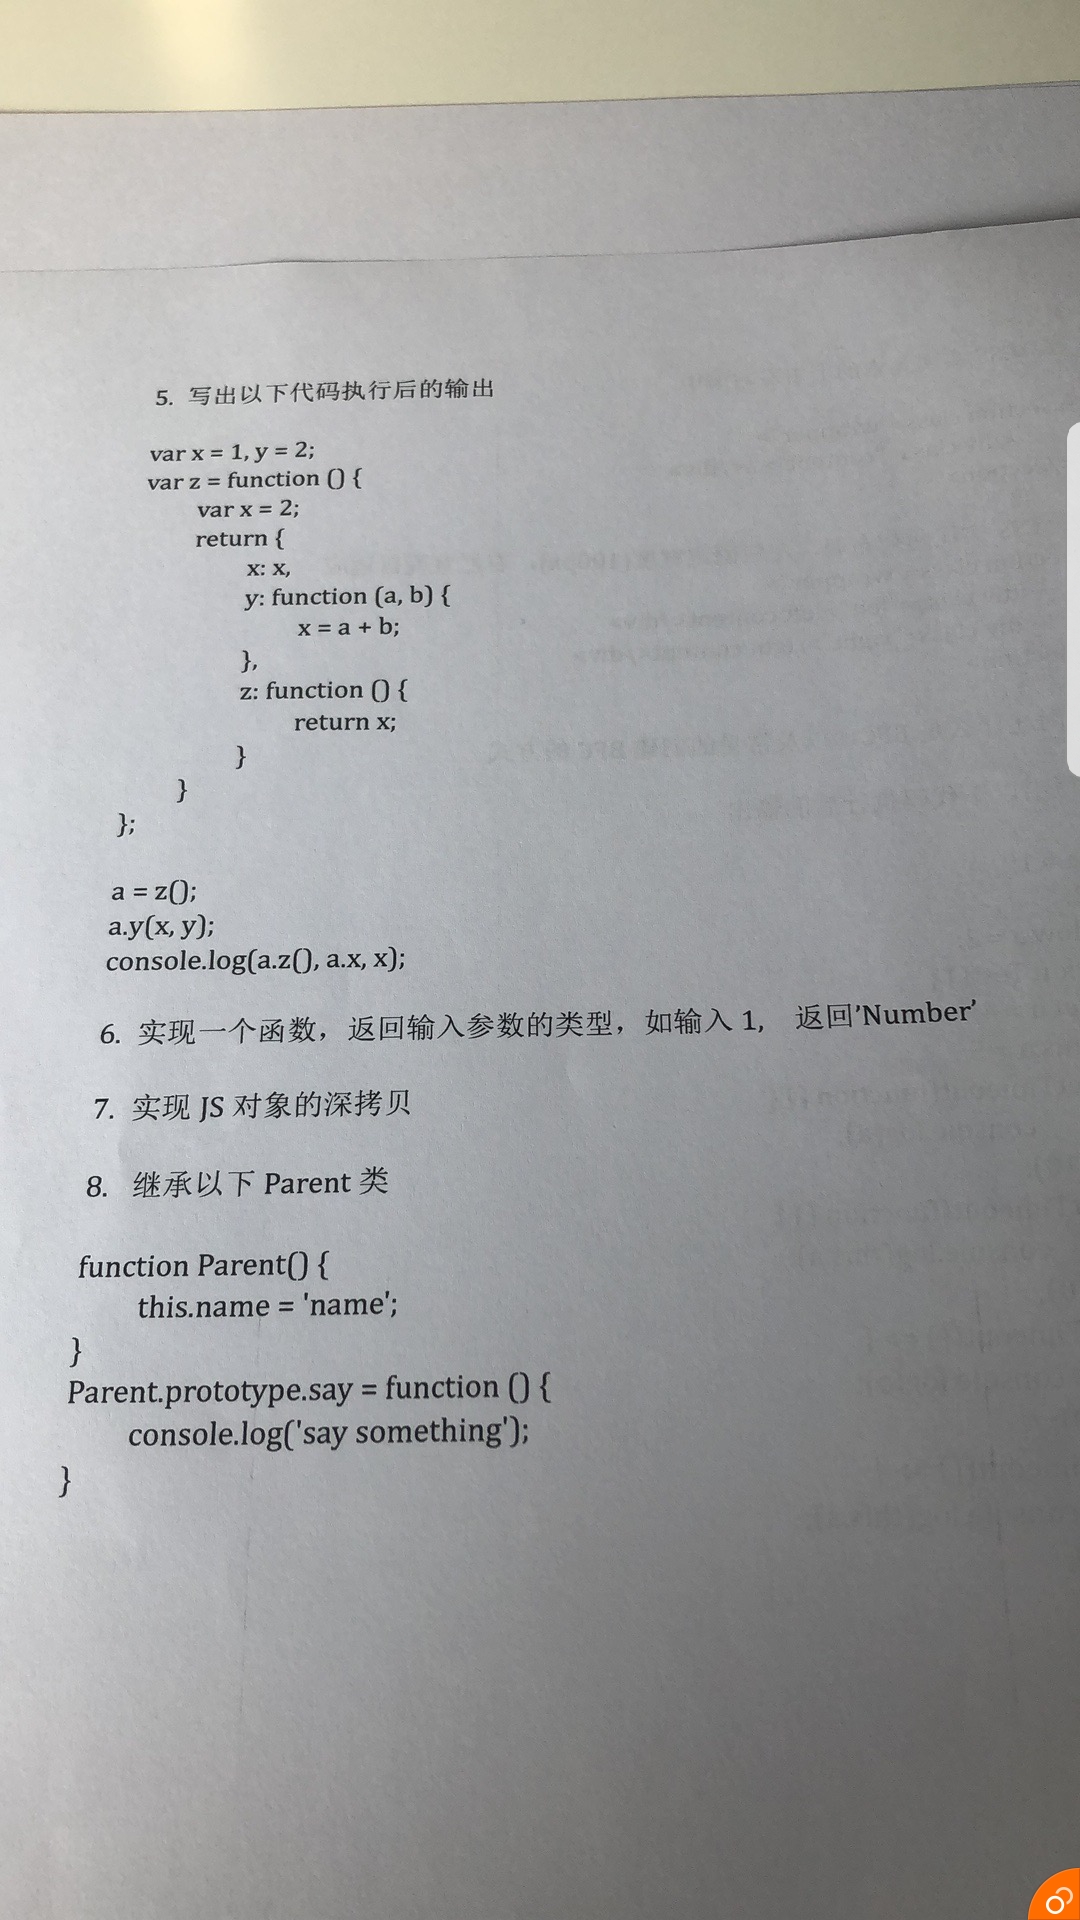 5. 写出以下代码执行后的输出
var x = 1, y = 2;
var z = function () {
var x = 2;
return {
x: x,
y: function (a, b) {
x = a + b;
},
z: function () {
return x;
}
}
};
a = z();
a.y(x, y);
console.log(a.z(), a.x, x);
6. 实现一个函数，返回输入参数的类型，如输入 1, 返回'Number'
7. 实现 JS 对象的深拷贝
8. 继承以下 Parent 类
function Parent() {
this.name = 'name';
}
Parent.prototype.say = function () {
console.log('say something');
}